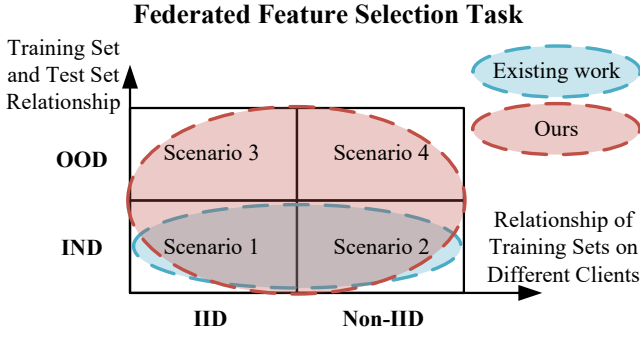 Federated Feature Selection Task
Training Set
and Test Set
Relationship
Existing work
Ours
OOD
Scenario 3
Scenario 4
IND
Scenario 1
Scenario 2
Relationship of
Training Sets on
Different Clients
IID
Non-IID